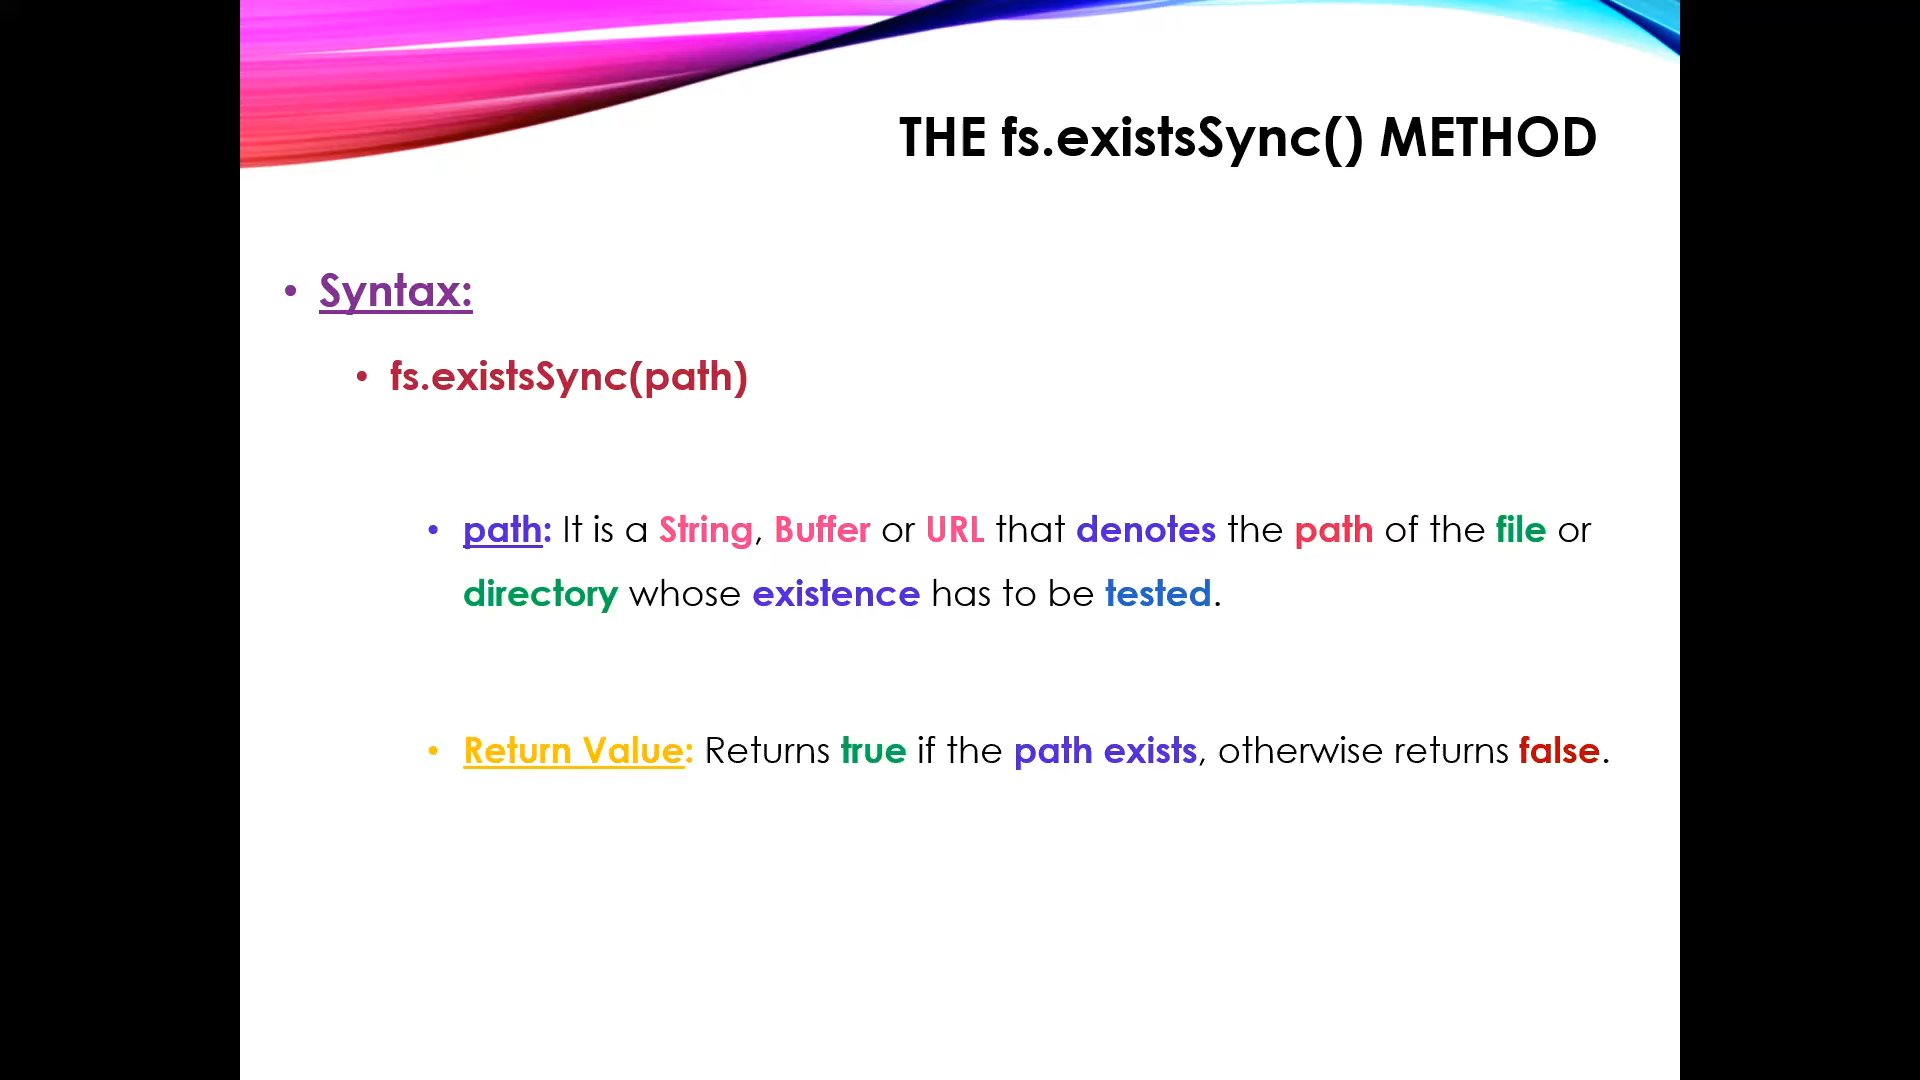 THE fs.existsSync() METHOD
• Syntax:
• fs.existsSync(path)
• path: It is a String, Buffer or URL that denotes the path of the file or
directory whose existence has to be tested.
• Return Value: Returns true if the path exists, otherwise returns false.